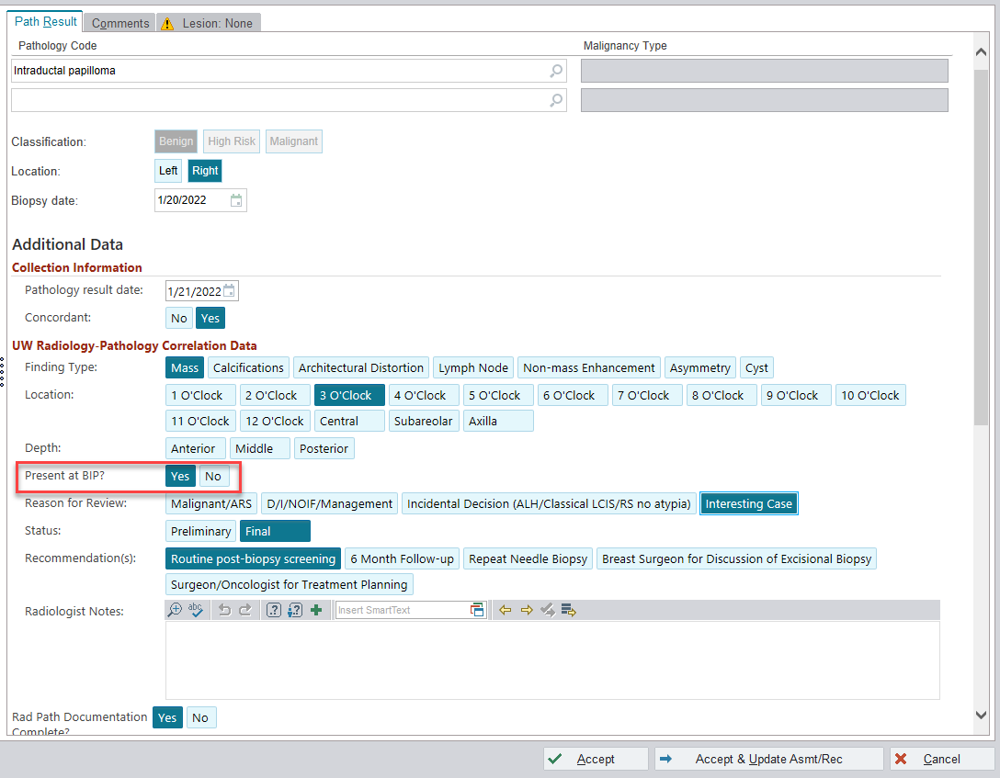 Path Result Comments Lesion: None
Pathology Code Malignancy Type
Intraductal papilloma
Classification: Benign High Risk Malignant
Location: Left Right
Biopsy date: 1/20/2022
Additional Data
Collection Information
Pathology result date: 1/21/2022
Concordant: No Yes
UW Radiology-Pathology Correlation Data
Finding Type: Mass Calcifications Architectural Distortion Lymph Node Non-mass Enhancement Asymmetry Cyst
Location: 1 O'Clock 2 O'Clock 3 O'Clock 4 O'Clock 5 O'Clock 6 O'Clock 7 O'Clock 8 O'Clock 9 O'Clock 10 O'Clock
11 O'Clock 12 O'Clock Central Subareolar Axilla
Depth: Anterior Middle Posterior
Present at BIP? Yes No
Reason for Review: Malignant/ARS D/I/NOIF/Management Incidental Decision (ALH/Classical LCIS/RS no atypia) Interesting Case
Status: Preliminary Final
Recommendation(s): Routine post-biopsy screening 6 Month Follow-up Repeat Needle Biopsy Breast Surgeon for Discussion of Excisional Biopsy
Surgeon/Oncologist for Treatment Planning
Radiologist Notes: abc Insert SmartText
Rad Path Documentation Yes No
Complete?
Accept Accept & Update Asmt/Rec Cancel